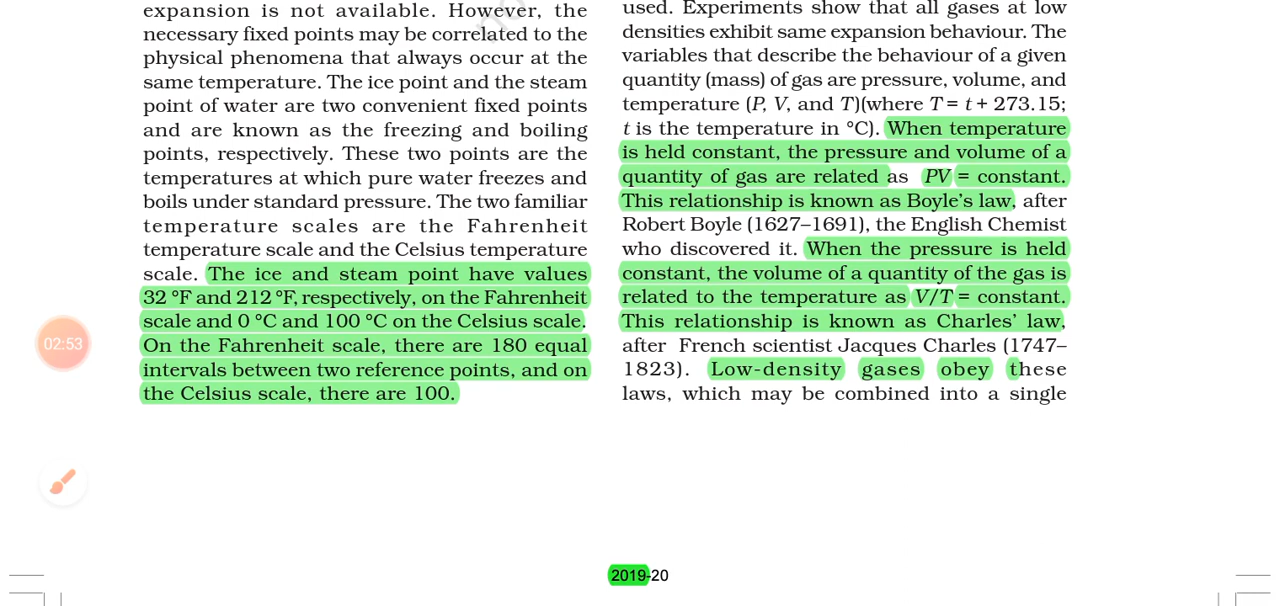 expansion is not available. However, the
necessary fixed points may be correlated to the
physical phenomena that always occur at the
same temperature. The ice point and the steam
point of water are two convenient fixed points
and are known as the freezing and boiling
points, respectively. These two points are the
temperatures at which pure water freezes and
boils under standard pressure. The two familiar
temperature scales are the Fahrenheit
temperature scale and the Celsius temperature
scale. The ice and steam point have values
32 °F and 212 °F, respectively, on the Fahrenheit
scale and 0 °C and 100 °C on the Celsius scale.
On the Fahrenheit scale, there are 180 equal
intervals between two reference points, and on
the Celsius scale, there are 100.
used. Experiments show that all gases at low
densities exhibit same expansion behaviour. The
variables that describe the behaviour of a given
quantity (mass) of gas are pressure, volume, and
temperature (P, V, and T)(where T = t + 273.15;
t is the temperature in °C). When temperature
is held constant, the pressure and volume of a
quantity of gas are related as PV = constant.
This relationship is known as Boyle's law, after
Robert Boyle (1627–1691), the English Chemist
who discovered it. When the pressure is held
constant, the volume of a quantity of the gas is
related to the temperature as V/T = constant.
This relationship is known as Charles' law,
after French scientist Jacques Charles (1747–
1823). Low-density gases obey these
laws, which may be combined into a single
02:53
2019-20